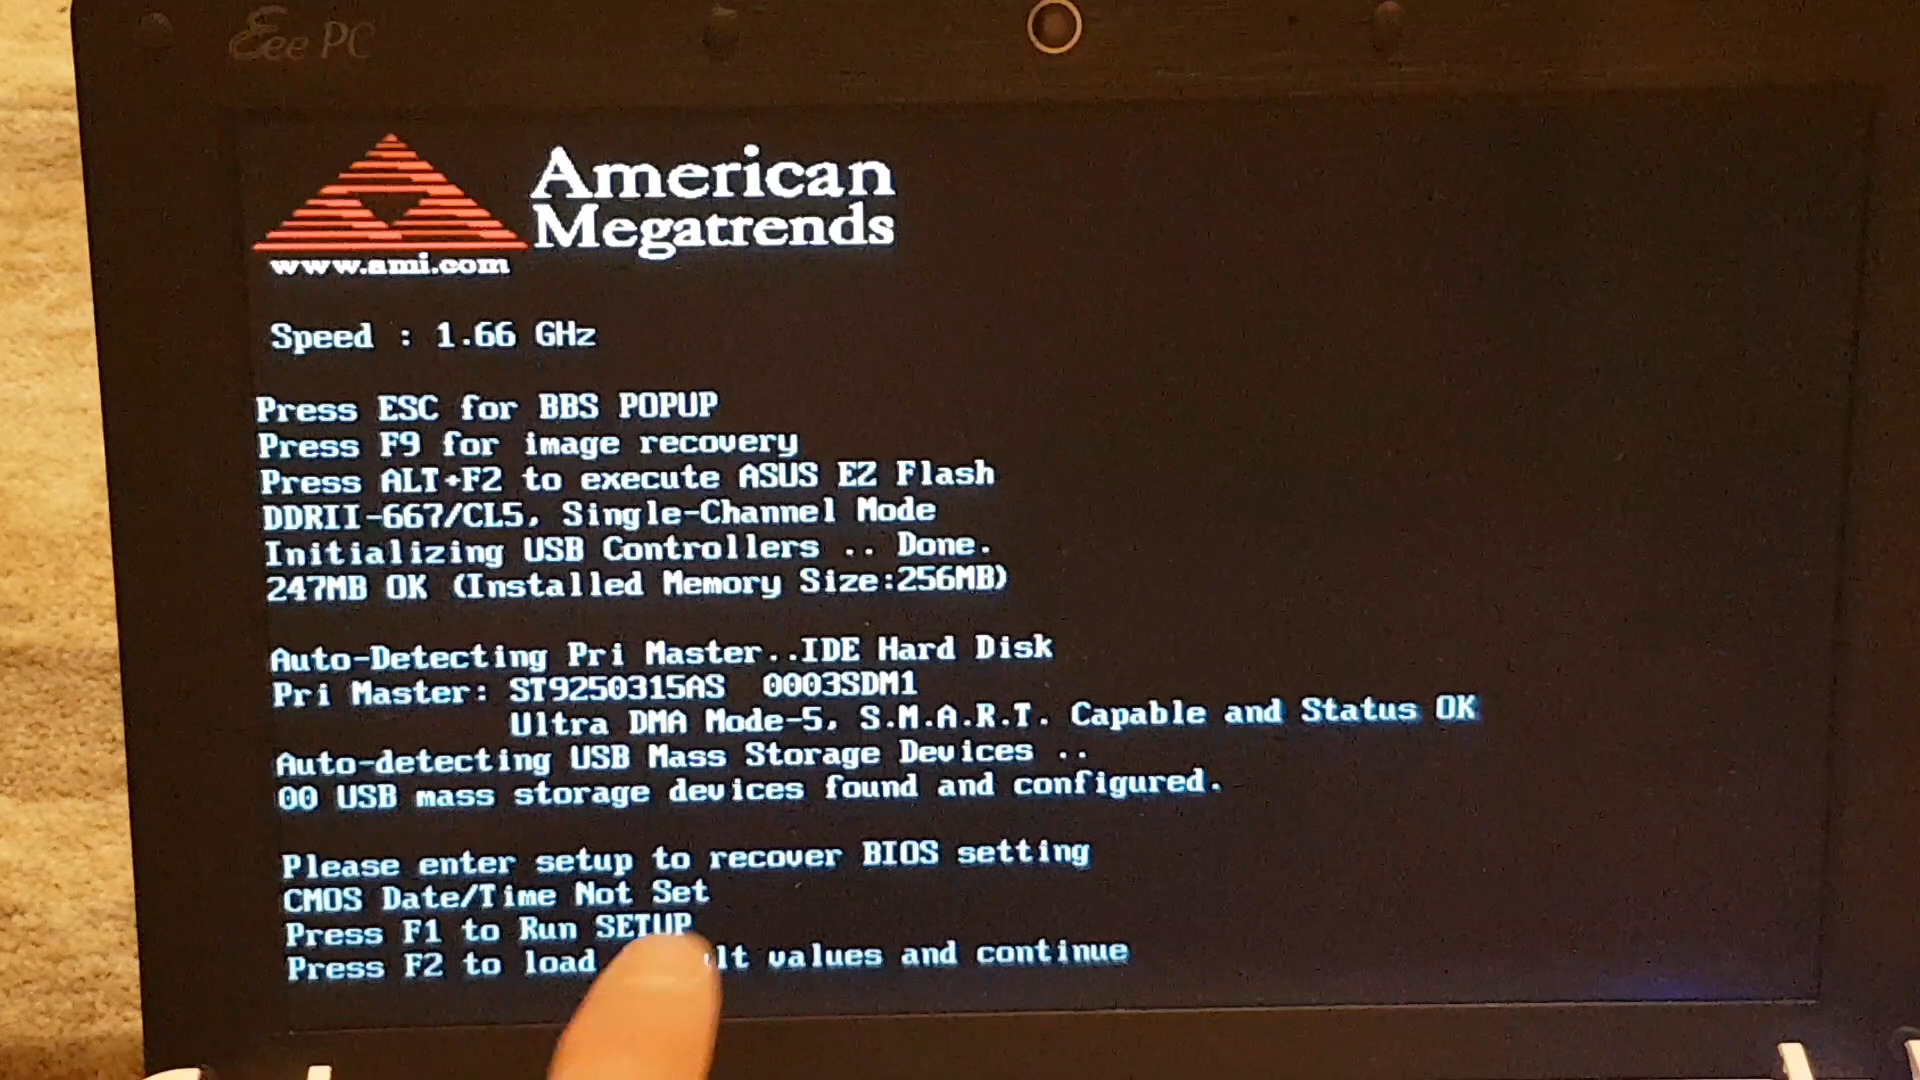 Eee PC
American
Megatrends
www.ami.com
Speed : 1.66 GHz
Press ESC for BBS POPUP
Press F9 for image recovery
Press ALT+F2 to execute ASUS EZ Flash
DDRII-667/CL5, Single-Channel Mode
Initializing USB Controllers .. Done.
247MB OK (Installed Memory Size:256MB)
Auto-Detecting Pri Master..IDE Hard Disk
Pri Master: ST9250315AS 0003SDM1
Ultra DMA Mode-5, S.M.A.R.T. Capable and Status OK
Auto-detecting USB Mass Storage Devices ..
00 USB mass storage devices found and configured.
Please enter setup to recover BIOS setting
CMOS Date/Time Not Set
Press F1 to Run SETUP
Press F2 to load values and continue